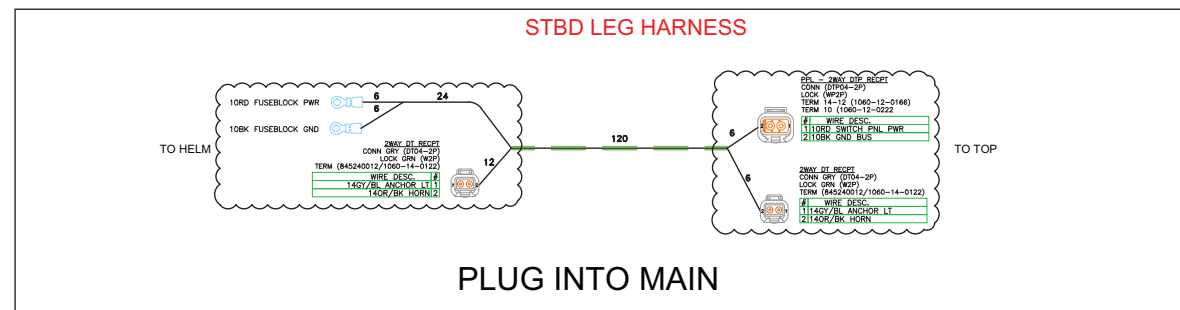 STBD LEG HARNESS
10RD FUSEBLOCK PWR
6
24
6
10BK FUSEBLOCK GND
TO HELM
2WAY DT RECPT
CONN GRY (DT04-2P)
LOCK GRN (W2P)
TERM (845240012/1060-14-0122)
WIRE DESC. #
14GY/BL ANCHOR LT 1
14OR/BK HORN 2
12
120
PPL - 2WAY DTP RECPT
CONN (DTP04-2P)
LOCK (WP2P)
TERM 14-12 (1060-12-0166)
TERM 10 (1060-12-0222
# WIRE DESC.
1 10RD SWITCH PNL PWR
2 10BK GND BUS
6
TO TOP
6
2WAY DT RECPT
CONN GRY (DT04-2P)
LOCK GRN (W2P)
TERM (845240012/1060-14-0122)
# WIRE DESC.
1 14GY/BL ANCHOR LT
2 14OR/BK HORN
PLUG INTO MAIN